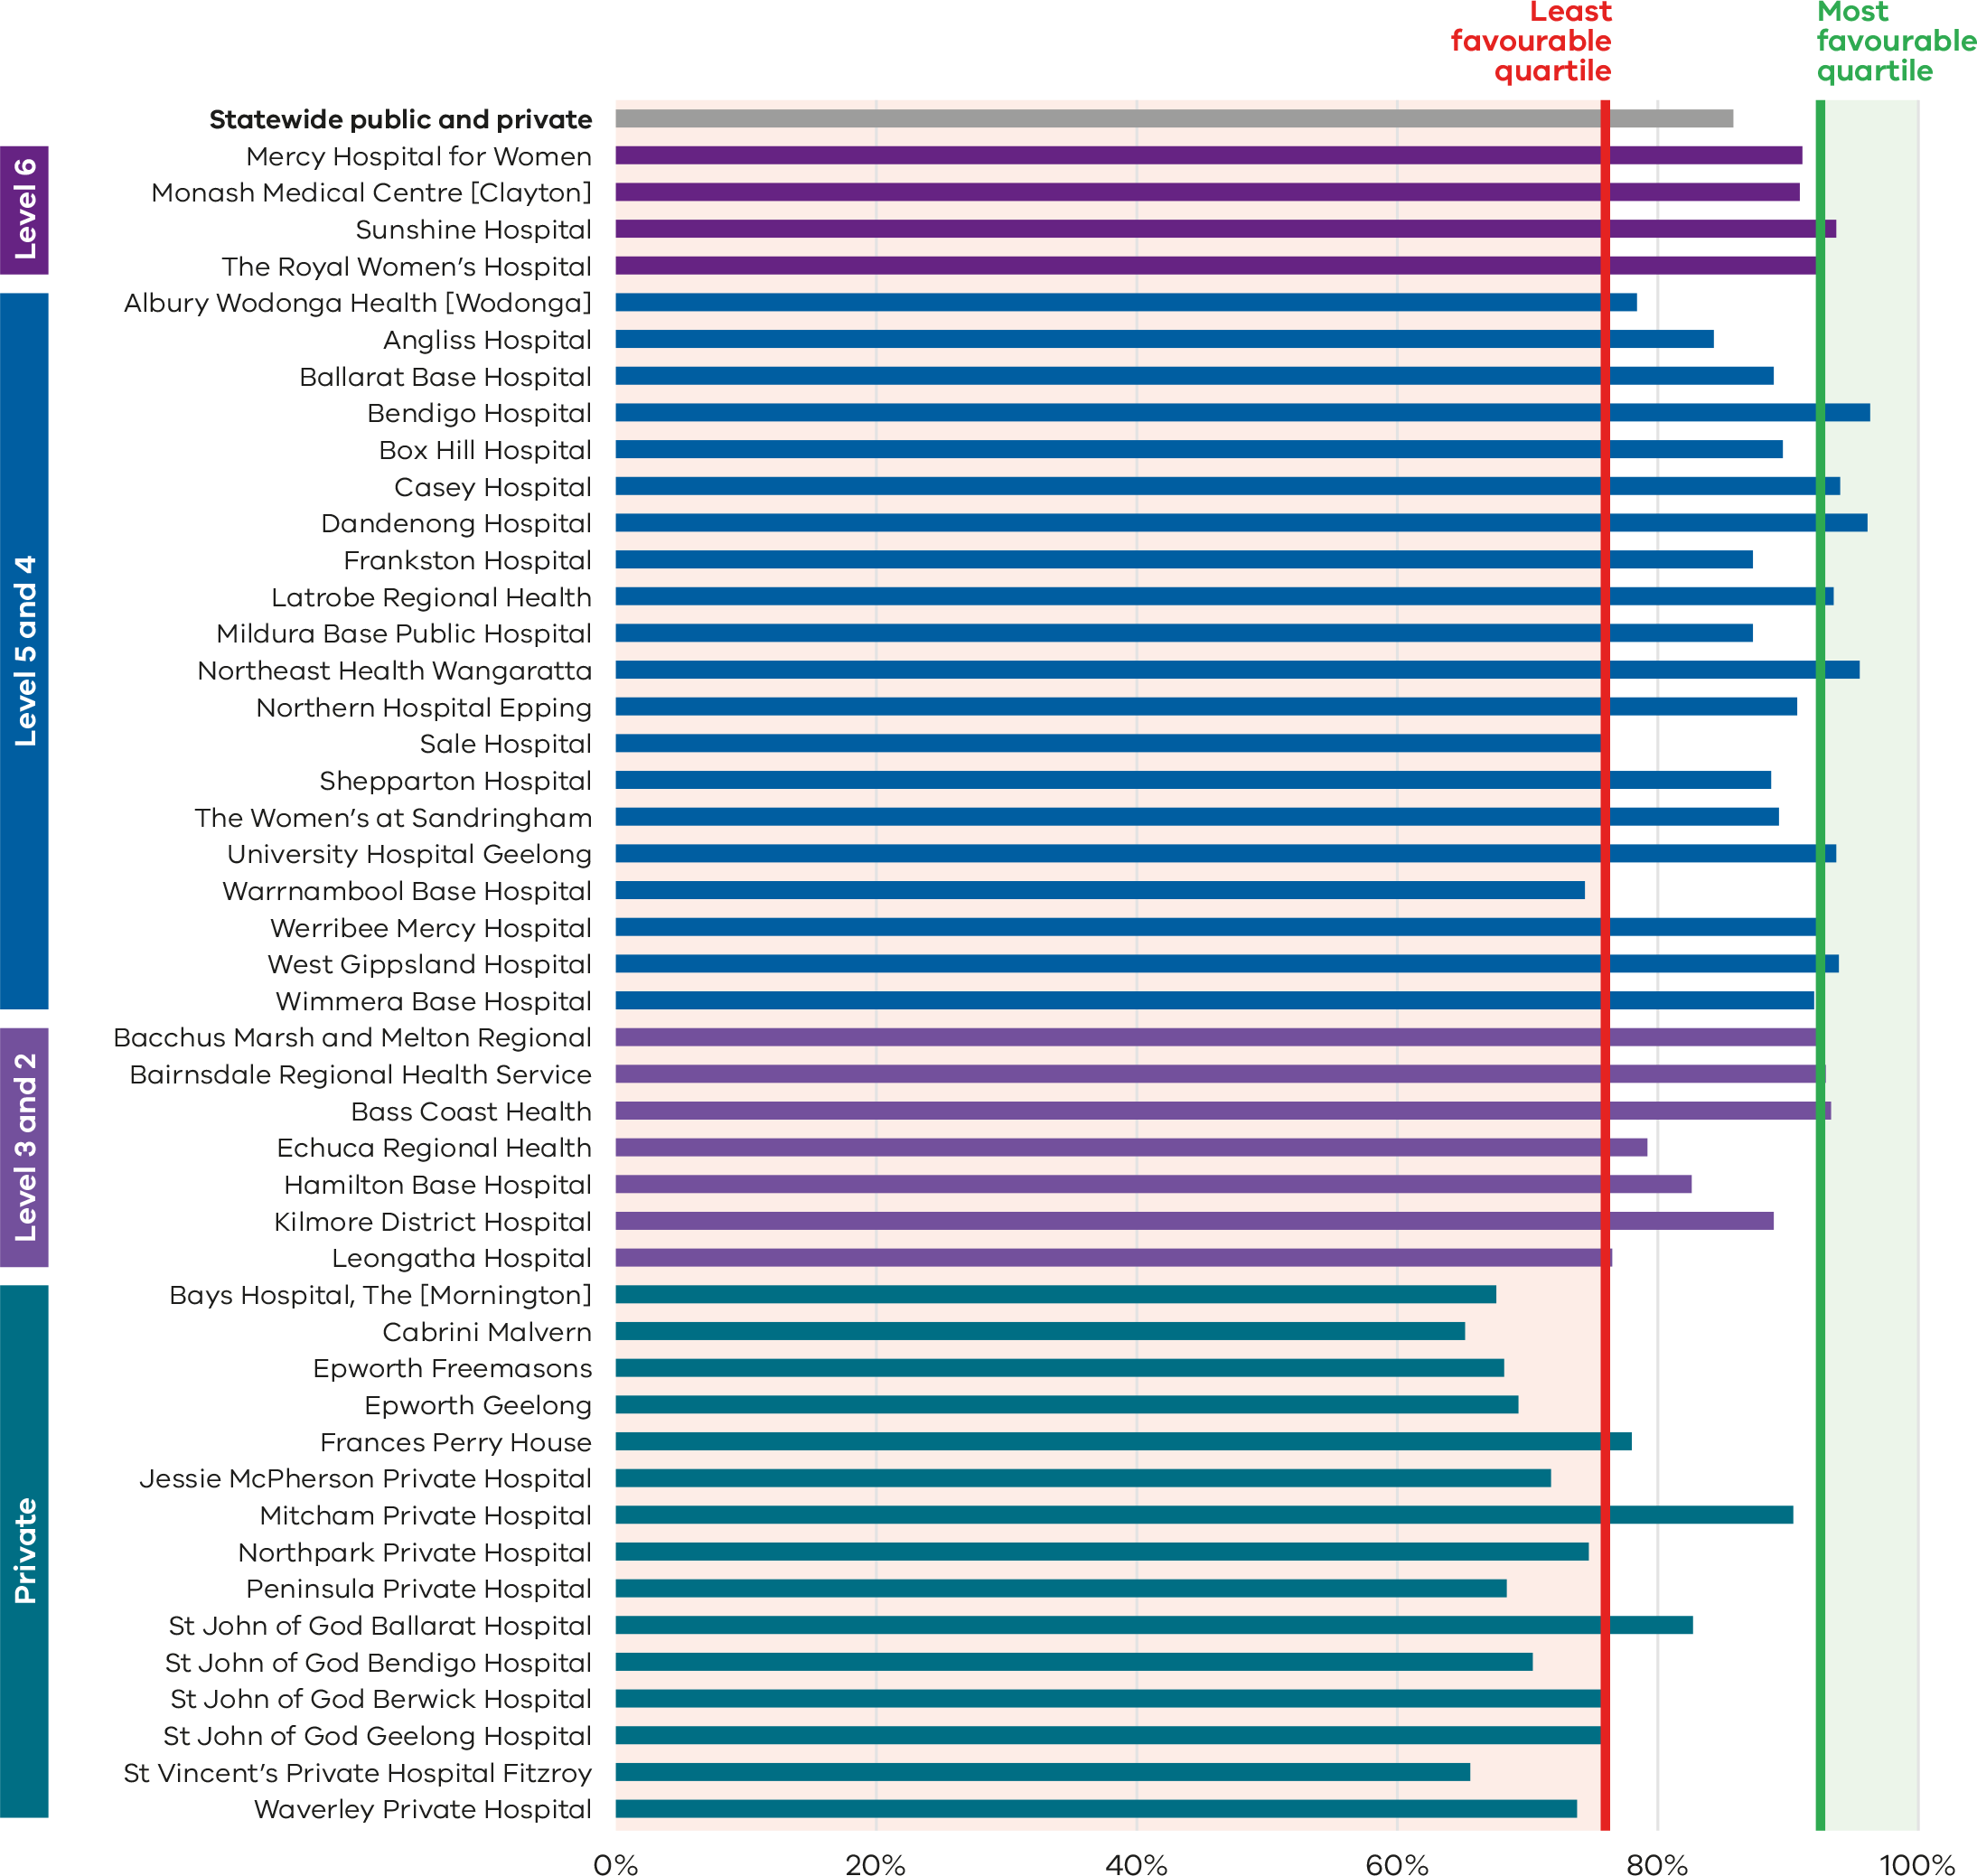 Least
favourable
quartile
Most
favourable
quartile
Statewide public and private
Level 6
Mercy Hospital for Women
Monash Medical Centre [Clayton]
Sunshine Hospital
The Royal Women’s Hospital
Level 5 and 4
Albury Wodonga Health [Wodonga]
Angliss Hospital
Ballarat Base Hospital
Bendigo Hospital
Box Hill Hospital
Casey Hospital
Dandenong Hospital
Frankston Hospital
Latrobe Regional Health
Mildura Base Public Hospital
Northeast Health Wangaratta
Northern Hospital Epping
Sale Hospital
Shepparton Hospital
The Women’s at Sandringham
University Hospital Geelong
Warrnambool Base Hospital
Werribee Mercy Hospital
West Gippsland Hospital
Wimmera Base Hospital
Level 3 and 2
Bacchus Marsh and Melton Regional
Bairnsdale Regional Health Service
Bass Coast Health
Echuca Regional Health
Hamilton Base Hospital
Kilmore District Hospital
Leongatha Hospital
Private
Bays Hospital, The [Mornington]
Cabrini Malvern
Epworth Freemasons
Epworth Geelong
Frances Perry House
Jessie McPherson Private Hospital
Mitcham Private Hospital
Northpark Private Hospital
Peninsula Private Hospital
St John of God Ballarat Hospital
St John of God Bendigo Hospital
St John of God Berwick Hospital
St John of God Geelong Hospital
St Vincent’s Private Hospital Fitzroy
Waverley Private Hospital
0% 20% 40% 60% 80% 100%